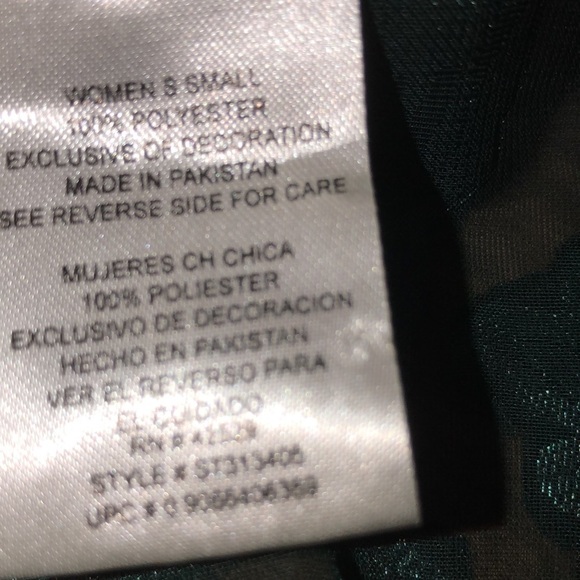 WOMEN S SMALL
100% POLYESTER
EXCLUSIVE OF DECORATION
MADE IN PAKISTAN
SEE REVERSE SIDE FOR CARE
MUJERES CH CHICA
100% POLIESTER
EXCLUSIVO DE DECORACION
HECHO EN PAKISTAN
VER EL REVERSO PARA
EL CUIDADO
RN #
STYLE # ST313405
UPC #